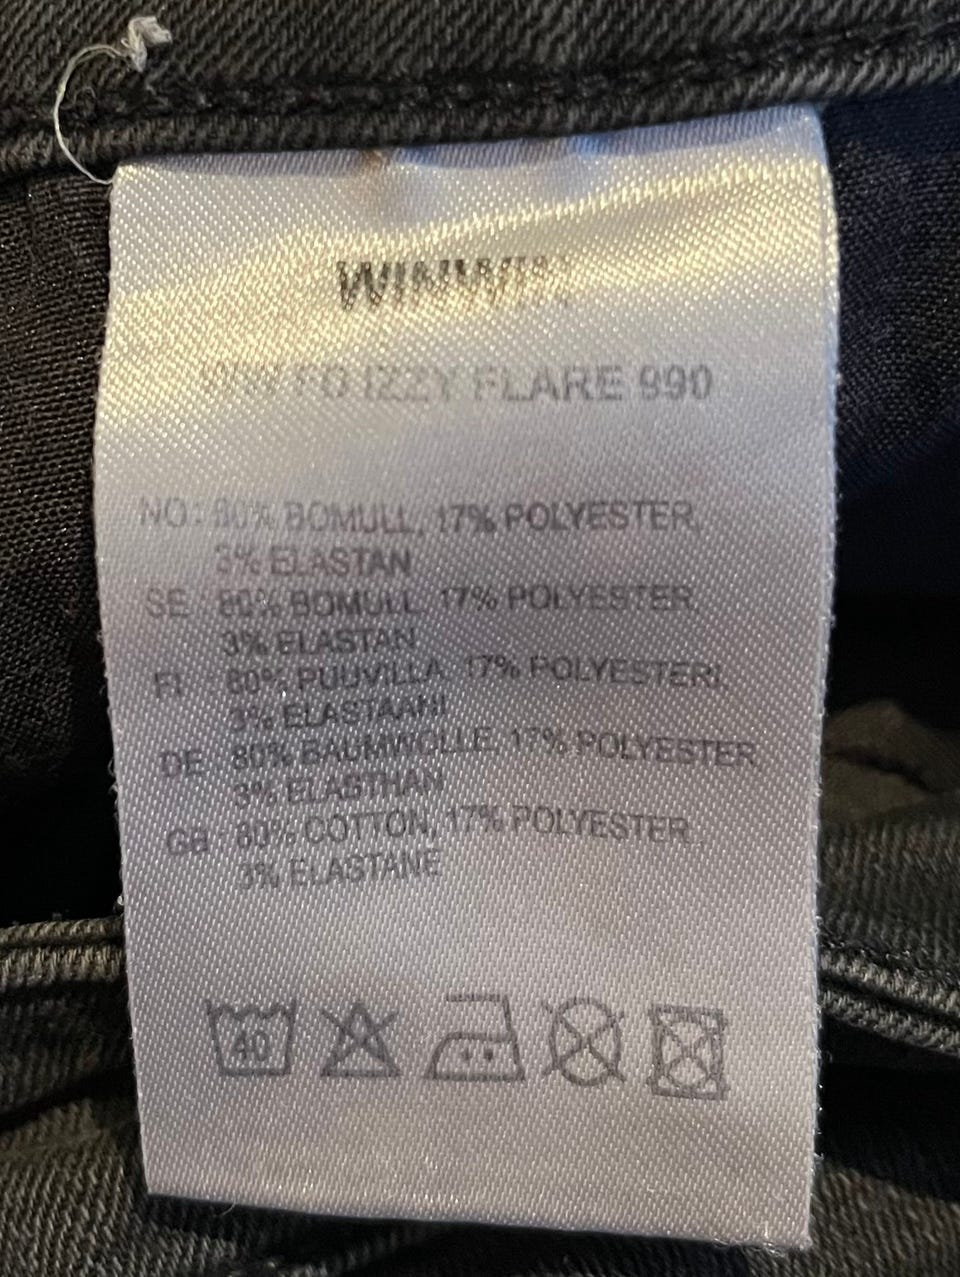 WINWIN
WW FD IZZY FLARE 990
NO: 80% BOMULL, 17% POLYESTER,
3% ELASTAN
SE : 80% BOMULL, 17% POLYESTER,
3% ELASTAN
FI : 80% PUUVILLA, 17% POLYESTERI,
3% ELASTAANI
DE: 80% BAUMWOLLE, 17% POLYESTER,
3% ELASTHAN
GB: 80% COTTON, 17% POLYESTER,
3% ELASTANE
40